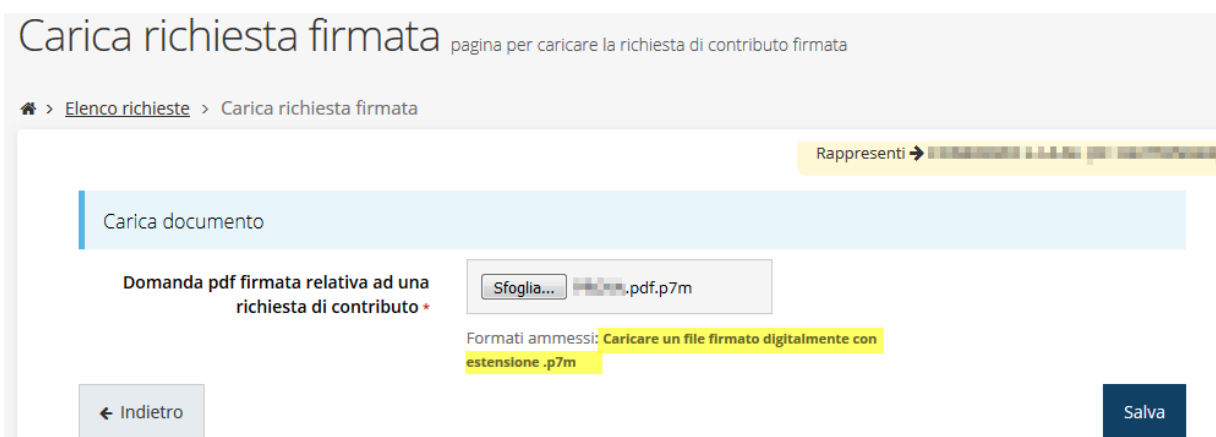 Carica richiesta firmata pagina per caricare la richiesta di contributo firmata
> Elenco richieste > Carica richiesta firmata
Rappresenti →
Carica documento
Domanda pdf firmata relativa ad una
richiesta di contributo *
Sfoglia... .pdf.p7m
Formati ammessi: Caricare un file firmato digitalmente con
estensione .p7m
← Indietro
Salva